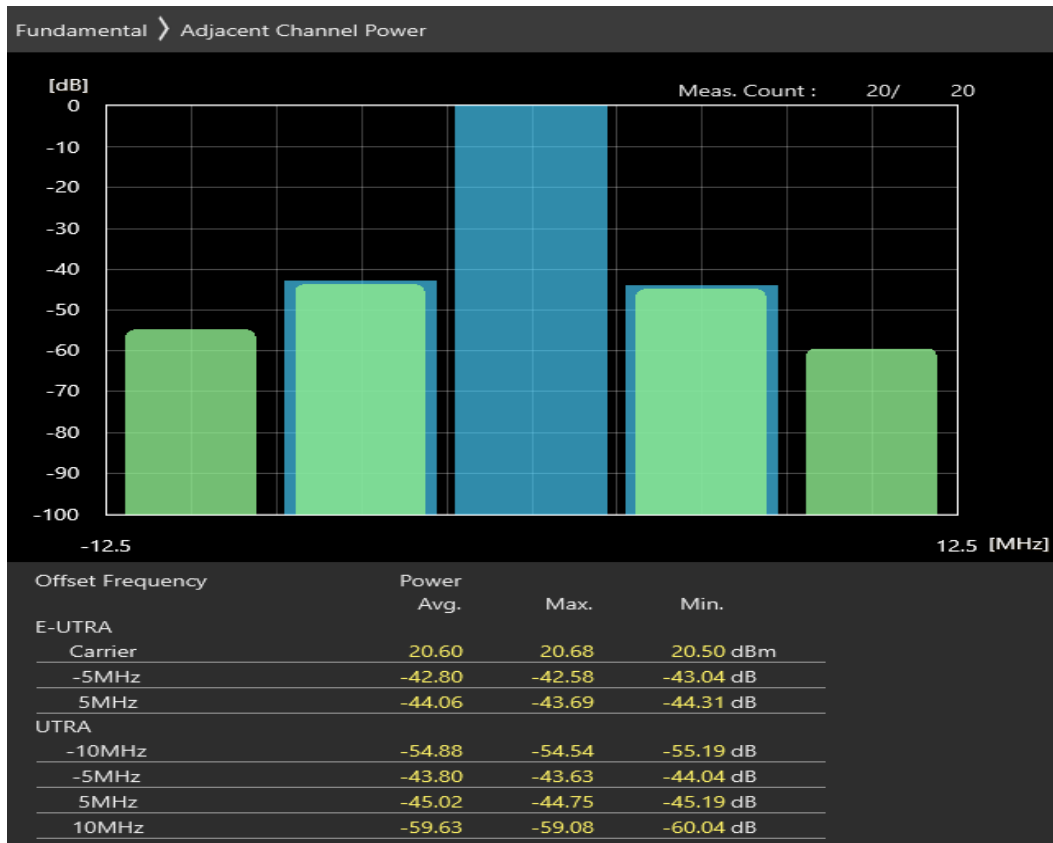 Fundamental 〉 Adjacent Channel Power
[dB]
Meas. Count : 20/ 20
0
-10
-20
-30
-40
-50
-60
-70
-80
-90
-100
-12.5 12.5 [MHz]
Offset Frequency Power
Avg. Max. Min.
E-UTRA
Carrier 20.60 20.68 20.50 dBm
-5MHz -42.80 -42.58 -43.04 dB
5MHz -44.06 -43.69 -44.31 dB
UTRA
-10MHz -54.88 -54.54 -55.19 dB
-5MHz -43.80 -43.63 -44.04 dB
5MHz -45.02 -44.75 -45.19 dB
10MHz -59.63 -59.08 -60.04 dB